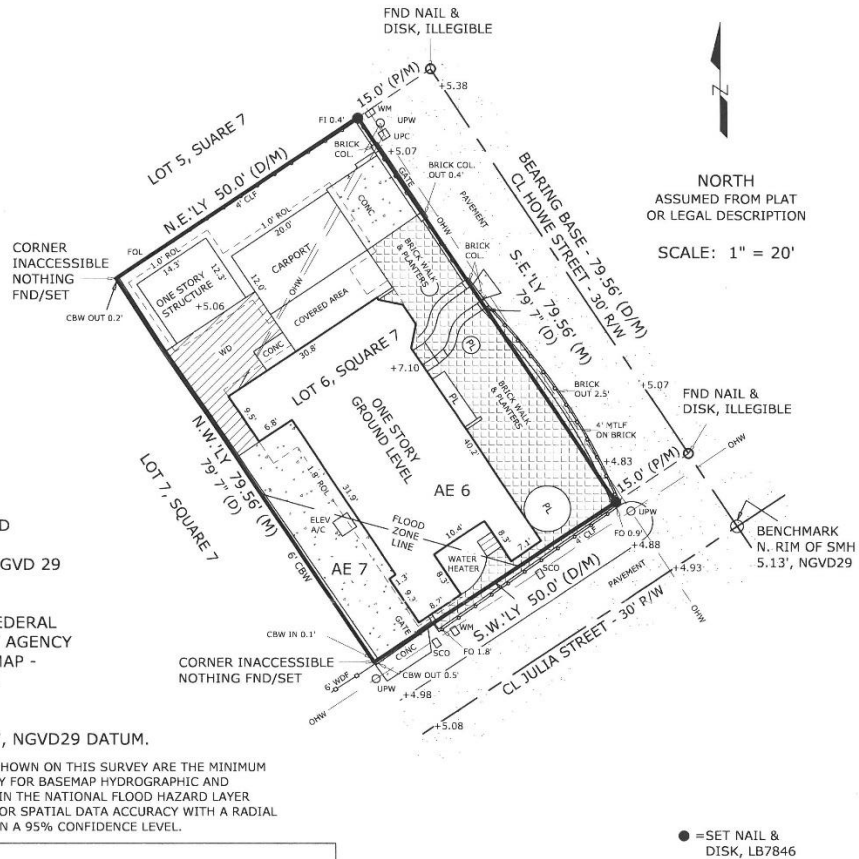 FND NAIL &
DISK, ILLEGIBLE
15.0' (P/M)
+5.38
WM
UPW
UPC
FI 0.4'
+5.07
BRICK
COL.
GATE
BRICK COL.
OUT 0.4'
LOT 5, SUARE 7
N.E.'LY 50.0' (D/M)
4' CLF
PAVEMENT
OHW
BEARING BASE - 79.56' (D/M)
CL HOWE STREET - 30' R/W
NORTH
ASSUMED FROM PLAT
OR LEGAL DESCRIPTION
SCALE: 1" = 20'
N
CORNER
INACCESSIBLE
NOTHING
FND/SET
FOL
1.0' ROL
14.3'
12.3'
ONE STORY
STRUCTURE
+5.06
1.0' ROL
20.0'
12.0'
CARPORT
CONC
OHW
COVERED AREA
BRICK WALK
& PLANTERS
BRICK
COL.
S.E.'LY 79.56' (M)
79' 7" (D)
CBW OUT 0.2'
WD
CONC
30.8'
LOT 6, SQUARE 7
+7.10
PL
PL
BRICK WALK
& PLANTERS
BRICK
OUT 2.5'
+5.07
FND NAIL &
DISK, ILLEGIBLE
4' MTLF
ON BRICK
+4.83
15.0' (P/M)
OHW
N.W.'LY 79.56' (M)
79' 7" (D)
LOT 7, SQUARE 7
9.5'
6.8'
ONE STORY
GROUND LEVEL
40.2'
1.8' ROL
31.9'
AE 6
ELEV
A/C
FLOOD
ZONE
LINE
AE 7
6' CBW
10.4'
8.3'
WATER
HEATER
8.3'
7.1'
PL
UPW
FO 0.9'
+4.88
4' CLF
BENCHMARK
N. RIM OF SMH
5.13', NGVD29
1.3'
9.3'
8.7'
SCO
S.W.'LY 50.0' (D/M)
PAVEMENT
+4.93
OHW
CL JULIA STREET - 30' R/W
CBW IN 0.1'
GATE
CONC
WM
SCO
FO 1.8'
CORNER INACCESSIBLE
NOTHING FND/SET
CBW OUT 0.5'
6' WDF
UPW
+4.98
OHW
+5.08
D
GVD 29
EDERAL
AGENCY
MAP -
', NGVD29 DATUM.
SHOWN ON THIS SURVEY ARE THE MINIMUM
Y FOR BASEMAP HYDROGRAPHIC AND
IN THE NATIONAL FLOOD HAZARD LAYER
OR SPATIAL DATA ACCURACY WITH A RADIAL
N A 95% CONFIDENCE LEVEL.
=SET NAIL &
DISK, LB7846